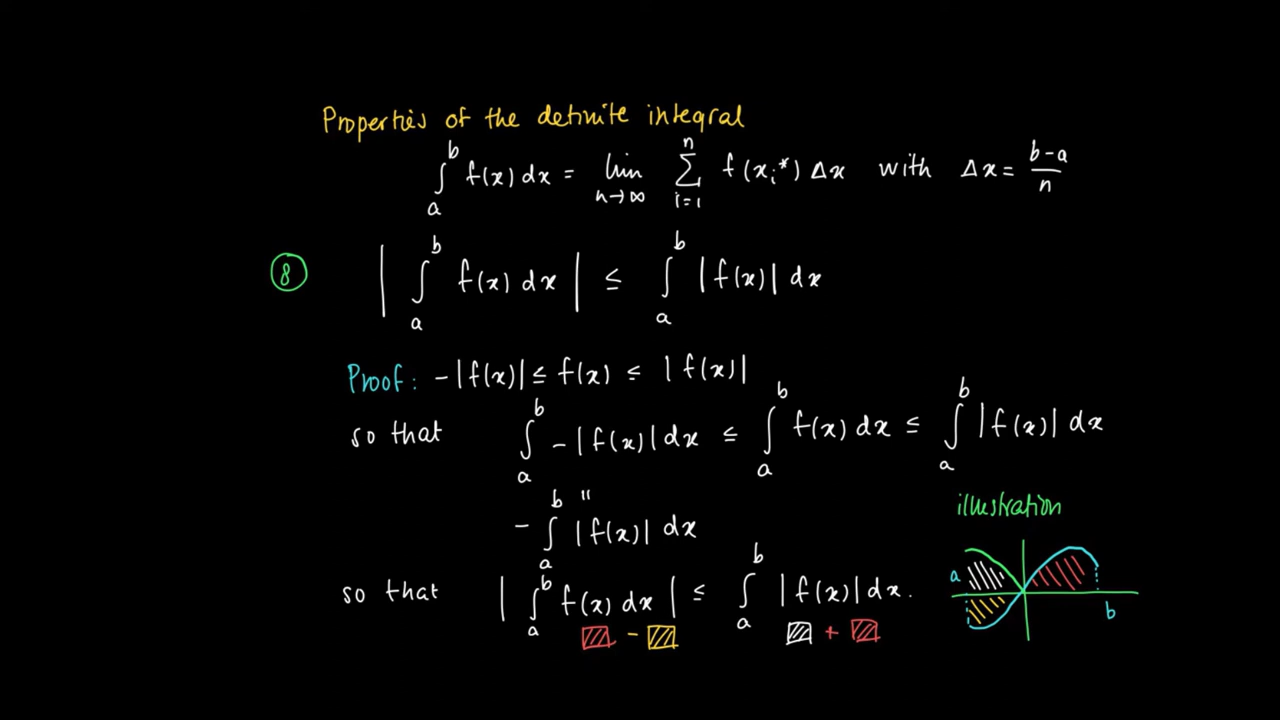 Properties of the definite integral
∫_a^b f(x) dx = lim_{n→∞} ∑_{i=1}^n f(x_i*) Δx with Δx = (b-a)/n
⑧ | ∫_a^b f(x) dx | ≤ ∫_a^b |f(x)| dx
Proof: -|f(x)| ≤ f(x) ≤ |f(x)|
so that ∫_a^b -|f(x)| dx ≤ ∫_a^b f(x) dx ≤ ∫_a^b |f(x)| dx
"
- ∫_a^b |f(x)| dx
illustration
a
b
so that | ∫_a^b f(x) dx | ≤ ∫_a^b |f(x)| dx.
- +